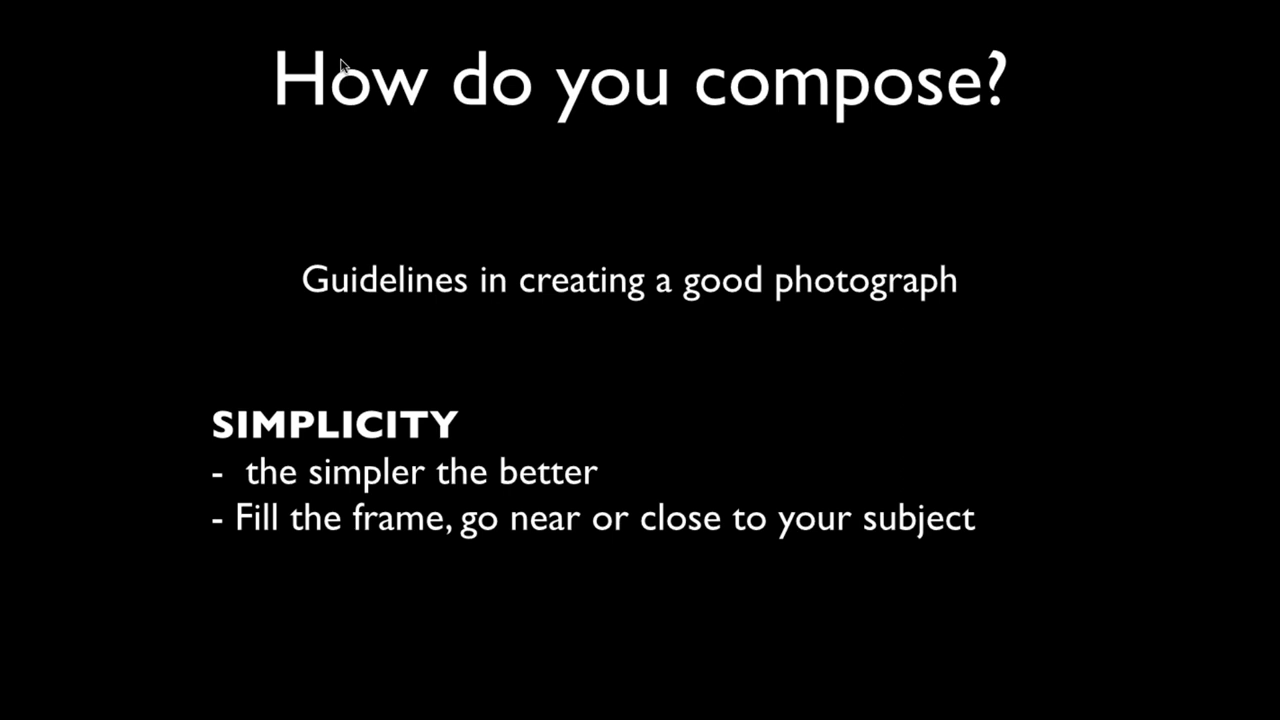 How do you compose?
Guidelines in creating a good photograph
SIMPLICITY
-  the simpler the better
- Fill the frame, go near or close to your subject